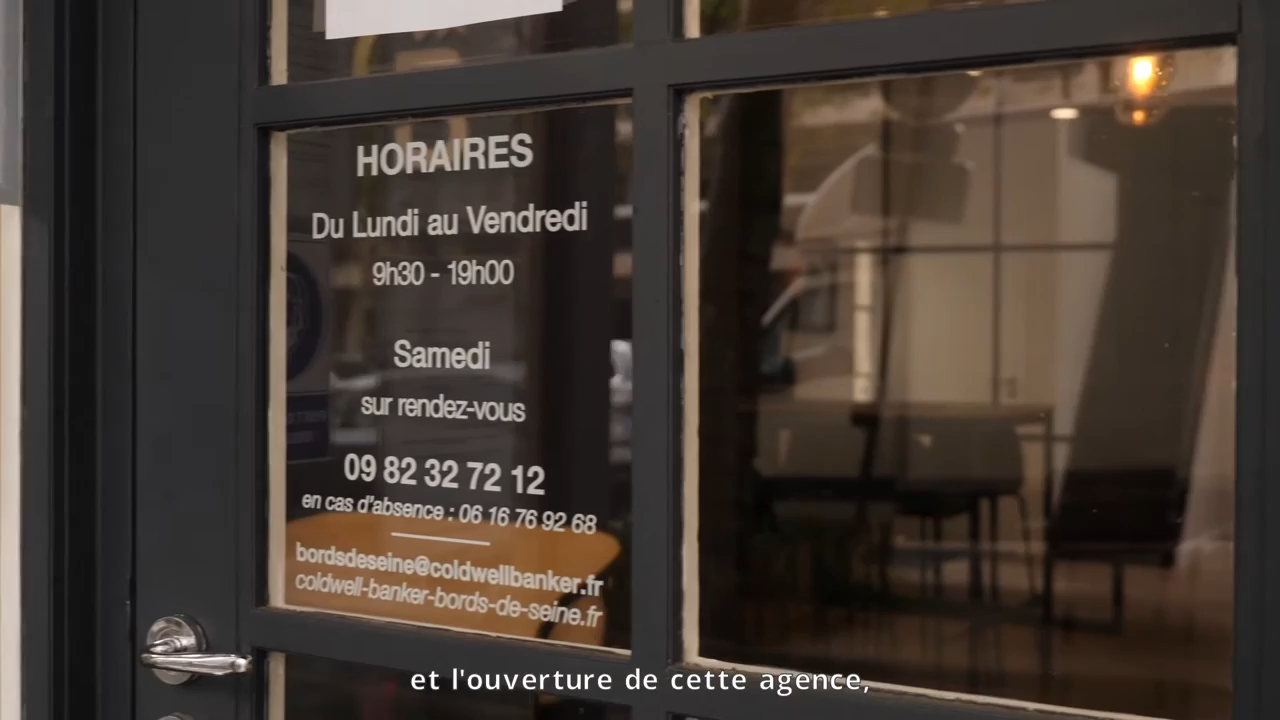 HORAIRES
Du Lundi au Vendredi
9h30 - 19h00
Samedi
sur rendez-vous
09 82 32 72 12
en cas d'absence : 06 16 76 92 68
bordsdeseine@coldwellbanker.fr
coldwell-banker-bords-de-seine.fr
et l'ouverture de cette agence,